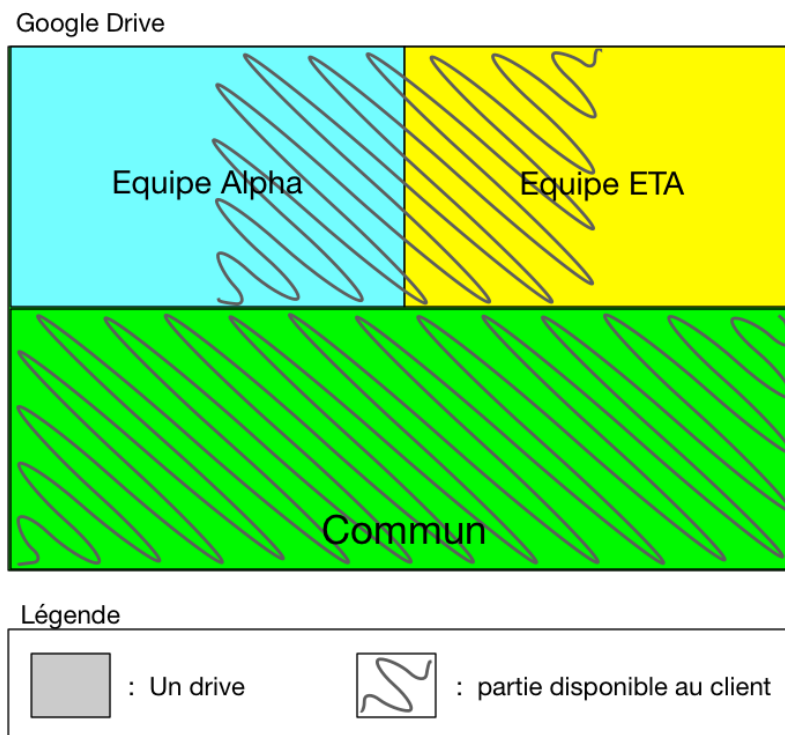 Google Drive
Equipe Alpha
Equipe ETA
Commun
Légende
: Un drive
: partie disponible au client